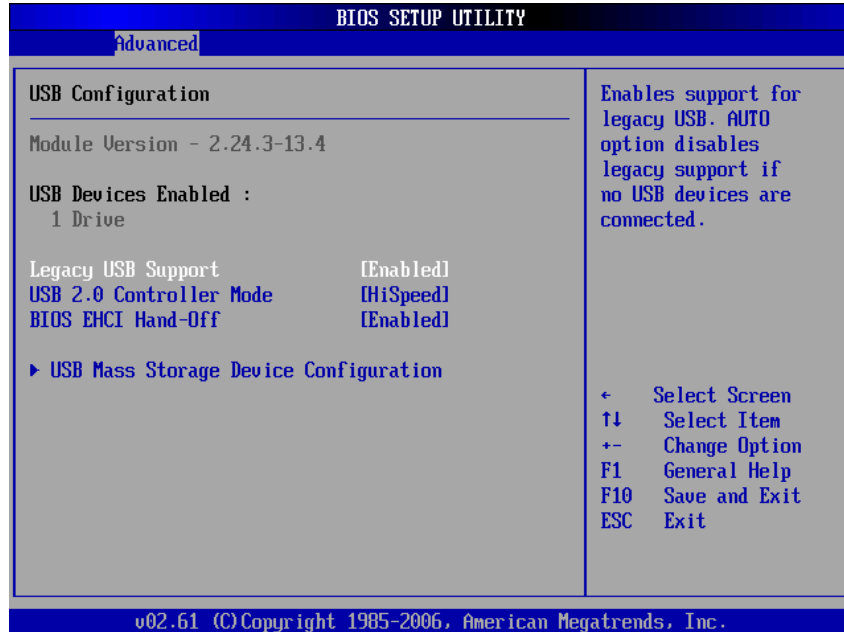 BIOS SETUP UTILITY
Advanced
USB Configuration
Module Version - 2.24.3-13.4
USB Devices Enabled :
1 Drive
Legacy USB Support [Enabled]
USB 2.0 Controller Mode [HiSpeed]
BIOS EHCI Hand-Off [Enabled]
▶ USB Mass Storage Device Configuration
Enables support for
legacy USB. AUTO
option disables
legacy support if
no USB devices are
connected.
← Select Screen
↑↓ Select Item
+- Change Option
F1 General Help
F10 Save and Exit
ESC Exit
v02.61 (C)Copyright 1985-2006, American Megatrends, Inc.